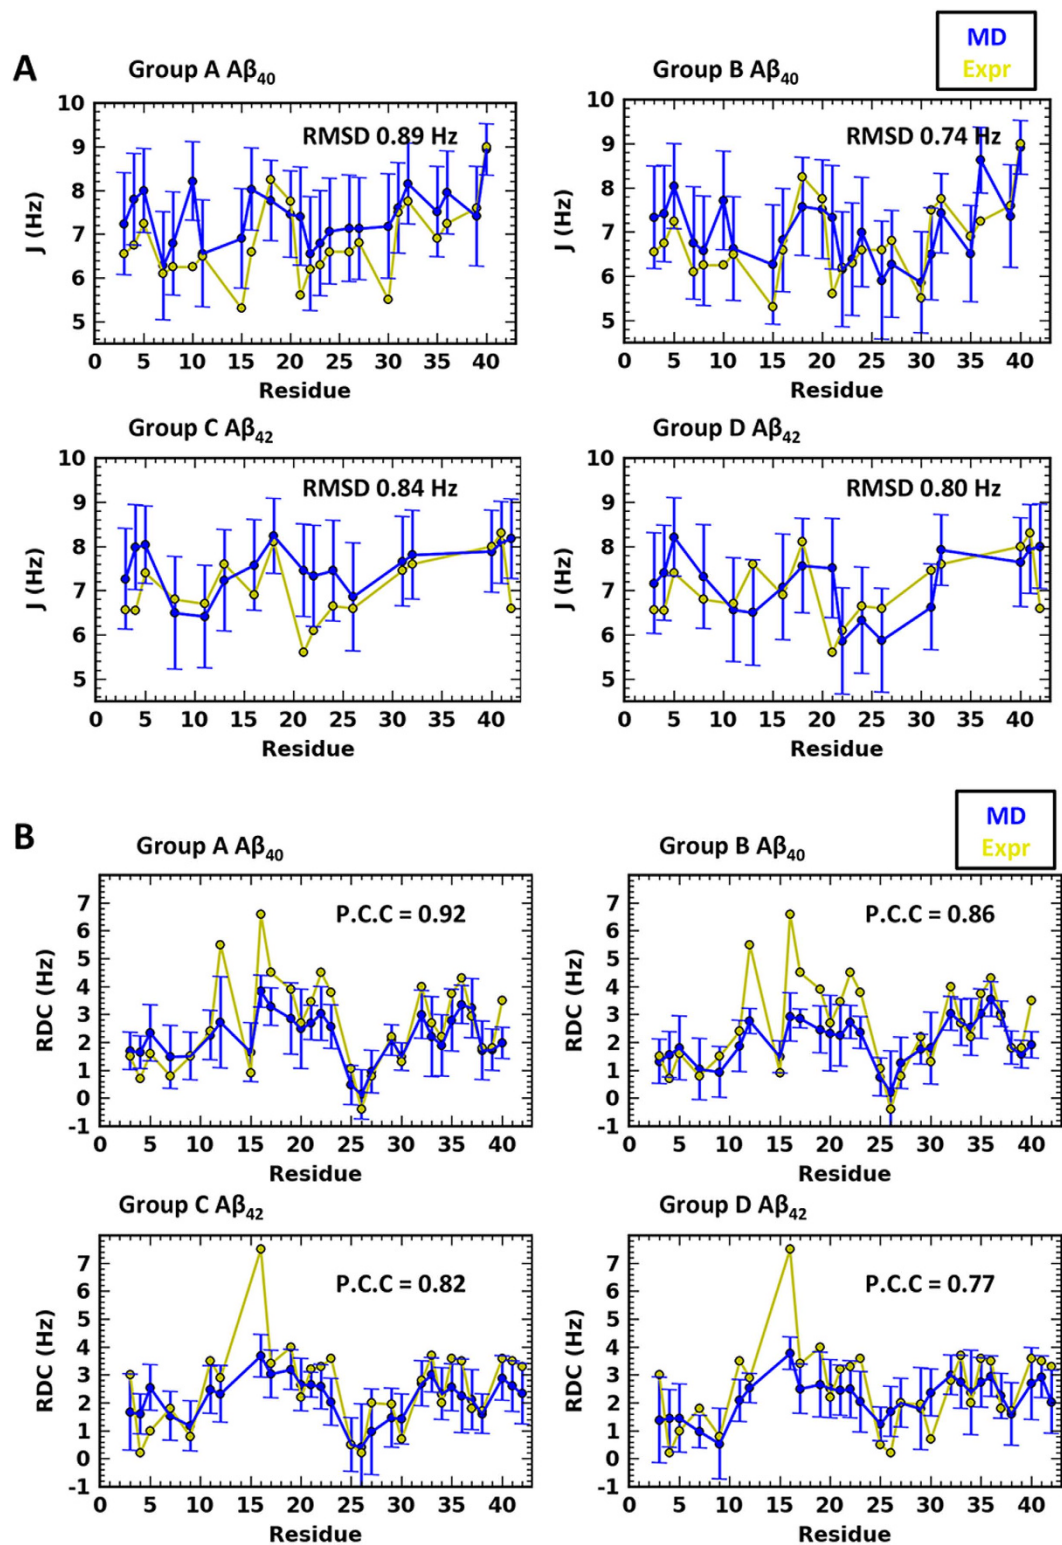 MD
Expr
A
Group A Aβ40
Group B Aβ40
RMSD 0.89 Hz
RMSD 0.74 Hz
J (Hz)
10
9
8
7
6
5
0 5 10 15 20 25 30 35 40
Residue
J (Hz)
10
9
8
7
6
5
0 5 10 15 20 25 30 35 40
Residue
Group C Aβ42
Group D Aβ42
RMSD 0.84 Hz
RMSD 0.80 Hz
J (Hz)
10
9
8
7
6
5
0 5 10 15 20 25 30 35 40
Residue
J (Hz)
10
9
8
7
6
5
0 5 10 15 20 25 30 35 40
Residue
MD
Expr
B
Group A Aβ40
Group B Aβ40
P.C.C = 0.92
P.C.C = 0.86
RDC (Hz)
7
6
5
4
3
2
1
0
-1
0 5 10 15 20 25 30 35 40
Residue
RDC (Hz)
7
6
5
4
3
2
1
0
-1
0 5 10 15 20 25 30 35 40
Residue
Group C Aβ42
Group D Aβ42
P.C.C = 0.82
P.C.C = 0.77
RDC (Hz)
7
6
5
4
3
2
1
0
-1
0 5 10 15 20 25 30 35 40
Residue
RDC (Hz)
7
6
5
4
3
2
1
0
-1
0 5 10 15 20 25 30 35 40
Residue